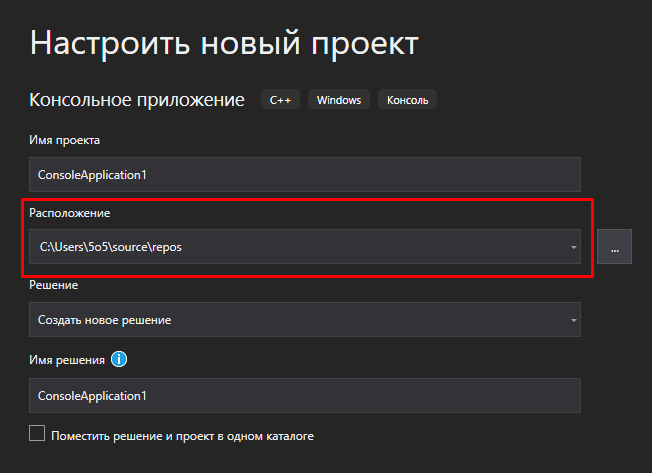 Настроить новый проект
Консольное приложение C++ Windows Консоль
Имя проекта
ConsoleApplication1
Расположение
C:\Users\5o5\source\repos
...
Решение
Создать новое решение
Имя решения
ConsoleApplication1
Поместить решение и проект в одном каталоге